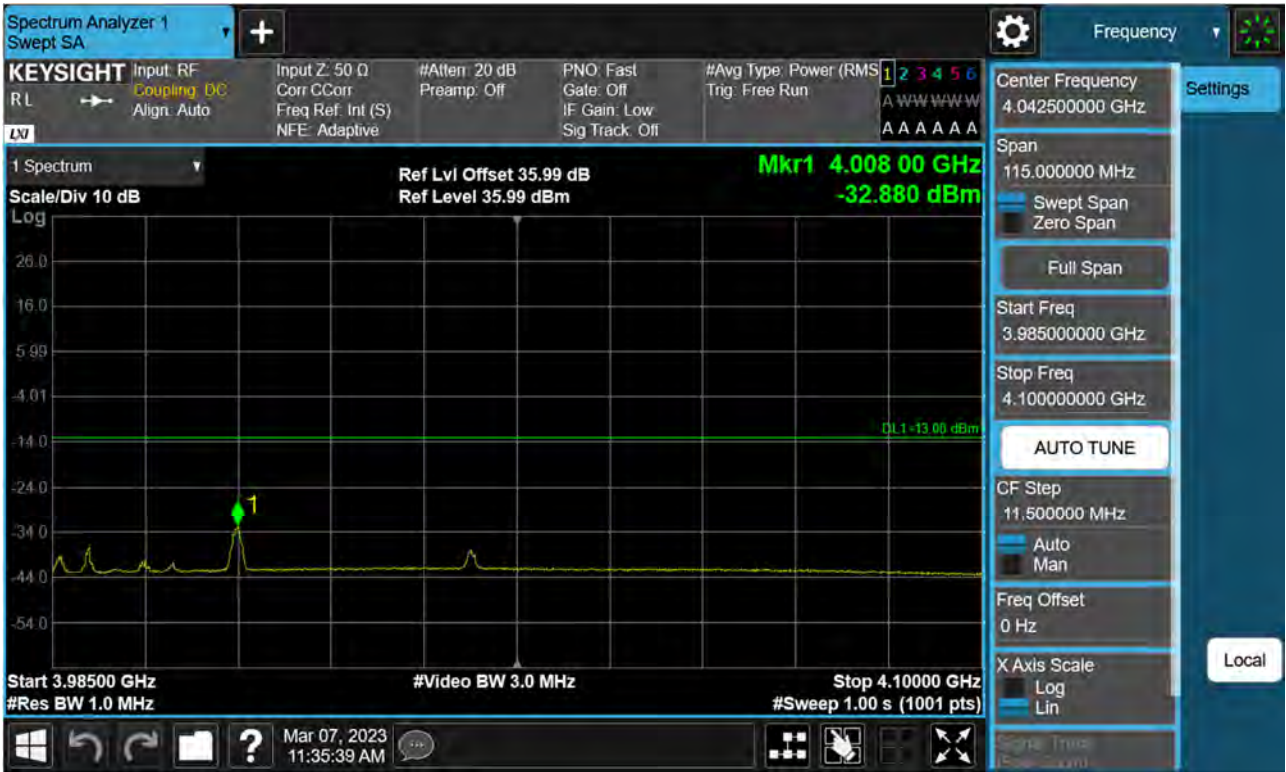 Spectrum Analyzer 1
Swept SA
Frequency
KEYSIGHT
R L
LXI
Input: RF
Coupling: DC
Align: Auto
Input Z: 50 Ω
Corr CCorr
Freq Ref: Int (S)
NFE: Adaptive
#Atten: 20 dB
Preamp: Off
PNO: Fast
Gate: Off
IF Gain: Low
Sig Track: Off
#Avg Type: Power (RMS
Trig: Free Run
1 2 3 4 5 6
A W W W W W
A A A A A A
1 Spectrum
Scale/Div 10 dB
Log
Ref Lvl Offset 35.99 dB
Ref Level 35.99 dBm
Mkr1 4.008 00 GHz
-32.880 dBm
26.0
16.0
5.99
-4.01
-14.0
-24.0
-34.0
-44.0
-54.0
DL1 -13.00 dBm
1
Start 3.98500 GHz
#Res BW 1.0 MHz
#Video BW 3.0 MHz
Stop 4.10000 GHz
#Sweep 1.00 s (1001 pts)
?
Mar 07, 2023
11:35:39 AM
Center Frequency
4.042500000 GHz
Span
115.000000 MHz
Swept Span
Zero Span
Full Span
Start Freq
3.985000000 GHz
Stop Freq
4.100000000 GHz
AUTO TUNE
CF Step
11.500000 MHz
Auto
Man
Freq Offset
0 Hz
X Axis Scale
Log
Lin
Settings
Local